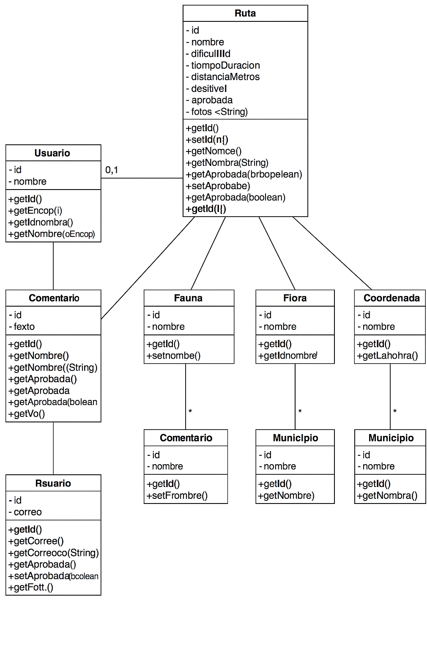 Ruta
- id
- nombre
- dificulIIId
- tiompoDuracion
- distanciaMetros
- desitiveI
- aprobada
- fotos <String)
+getId()
+setId(n[)
+getNomce()
+getNombra(String)
+getAprobada(brbopelean)
+setAprobabe)
+getAprobada(boolean)
+getId(I[)
Usuario
- id
- nombre
+getId()
+getEncop(i)
+getIdnombra()
+getNombre(oEncop)
0,1
Comentario
- id
- fexto
+getId()
+getNombre()
+getNombre((String)
+getAprobada()
+getAprobada
+getAprobada(bolean
+getVo()
Fauna
- id
- nombre
+getId()
+setnombe()
Fiora
- id
- nombre
+getId()
+getIdnombre'
Coordenada
- id
- nombre
+getId()
+getLahohra()
*
*
*
Comentario
- id
- nombre
+getId()
+setFrombre()
MunicIpio
- id
- nombre
+getId()
+getNombre)
Municipio
- id
- nombre
+getId()
+getNombra()
Rsuario
- id
- correo
+getId()
+getCorree()
+getCorreoco(String)
+getAprobada()
+setAprobada(bcolean
+getFott.()